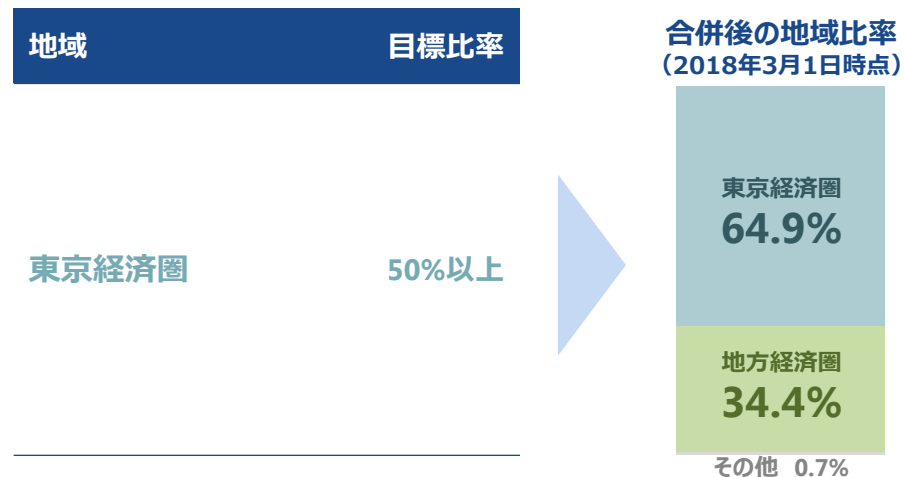 地域 目標比率
東京経済圏 50%以上
合併後の地域比率
（2018年3月1日時点）
東京経済圏
64.9%
地方経済圏
34.4%
その他 0.7%